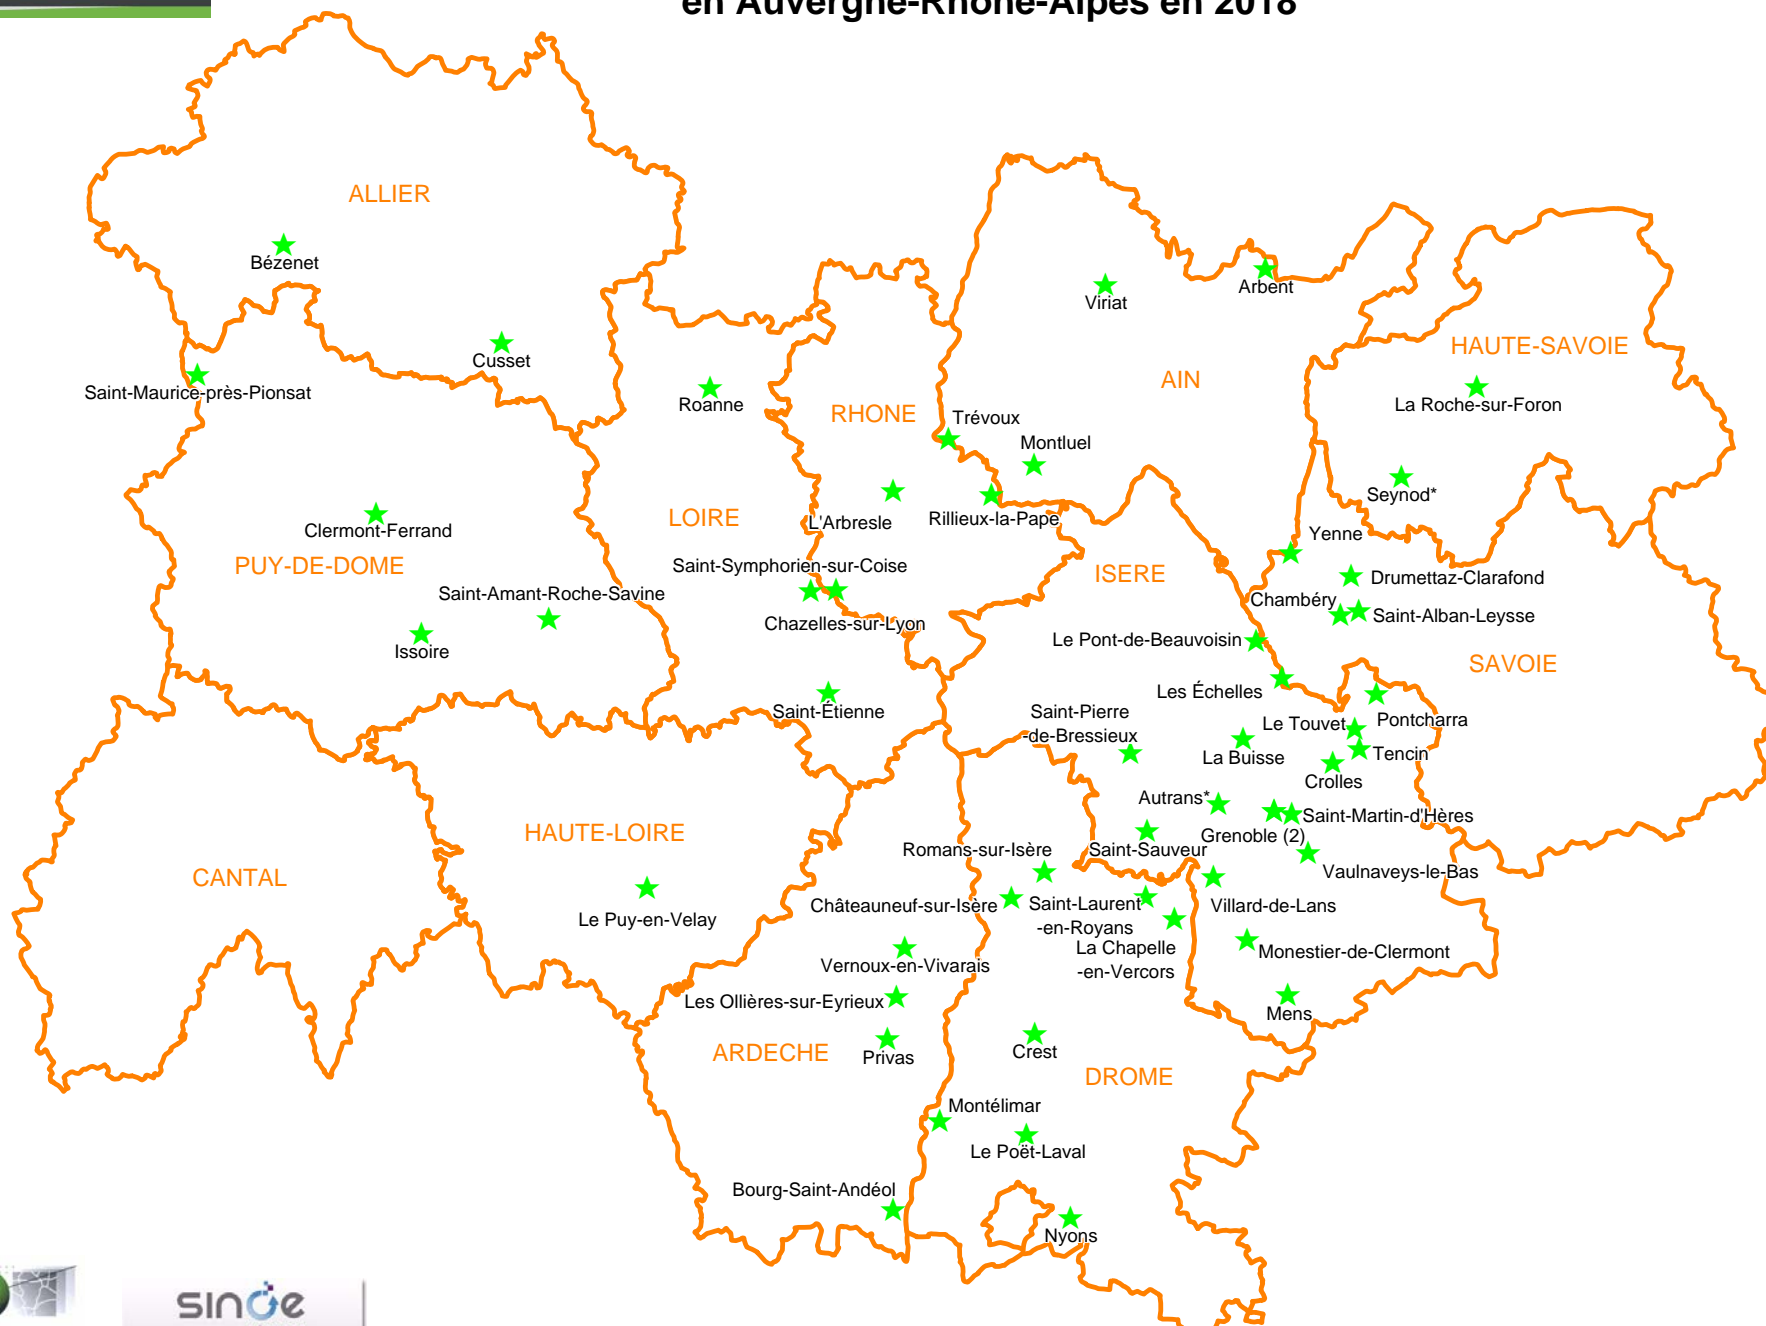 en Auvergne-Rhône-Alpes en 2018
ALLIER
Bézenet
Cusset
Saint-Maurice-près-Pionsat
Roanne
RHONE
Viriat
Arbent
AIN
HAUTE-SAVOIE
La Roche-sur-Foron
Trévoux
Montluel
Seynod*
Clermont-Ferrand
PUY-DE-DOME
LOIRE
L'Arbresle
Rillieux-la-Pape
Yenne
Saint-Symphorien-sur-Coise
ISERE
Drumettaz-Clarafond
Saint-Amant-Roche-Savine
Chambéry
Saint-Alban-Leysse
Chazelles-sur-Lyon
Issoire
Le Pont-de-Beauvoisin
SAVOIE
Les Échelles
Saint-Étienne
Saint-Pierre
-de-Bressieux
Le Touvet
Pontcharra
La Buisse
Tencin
Crolles
Autrans*
Saint-Martin-d'Hères
HAUTE-LOIRE
Grenoble (2)
Romans-sur-Isère
Saint-Sauveur
Vaulnaveys-le-Bas
CANTAL
Châteauneuf-sur-Isère
Saint-Laurent
-en-Royans
Villard-de-Lans
Le Puy-en-Velay
La Chapelle
-en-Vercors
Monestier-de-Clermont
Vernoux-en-Vivarais
Les Ollières-sur-Eyrieux
Mens
ARDECHE
Privas
Crest
DROME
Montélimar
Le Poët-Laval
Bourg-Saint-Andéol
Nyons
sinoe